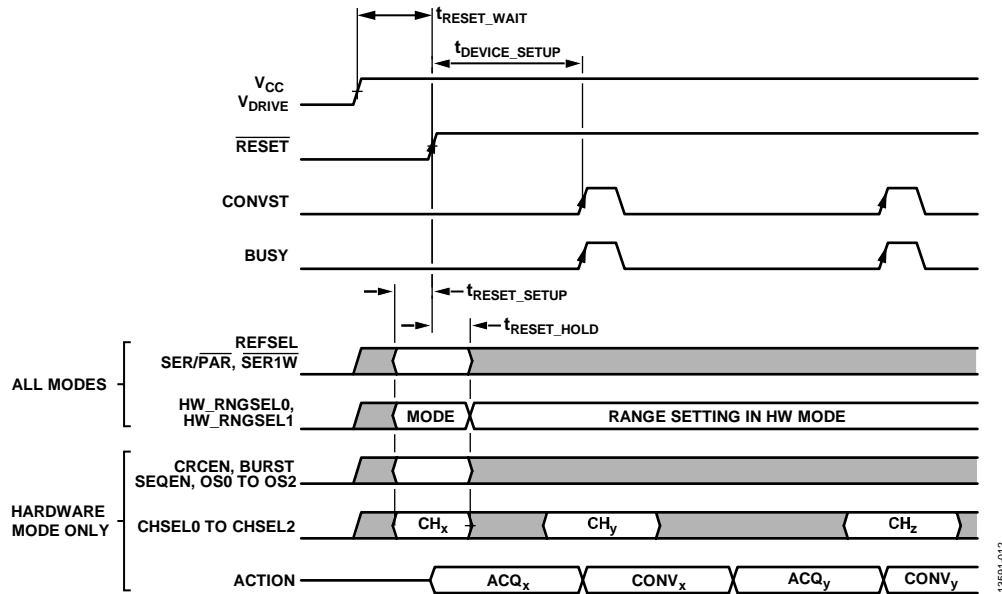 tRESET_WAIT
tDEVICE_SETUP
VCC
VDRIVE
RESET
CONVST
BUSY
tRESET_SETUP
tRESET_HOLD
ALL MODES
REFSEL
SER/PAR, SER1W
HW_RNGSEL0,
HW_RNGSEL1
MODE
RANGE SETTING IN HW MODE
HARDWARE
MODE ONLY
CRCEN, BURST
SEQEN, OS0 TO OS2
CHSEL0 TO CHSEL2
CHx
CHy
CHz
ACTION
ACQx
CONVx
ACQy
CONVy
13591-012